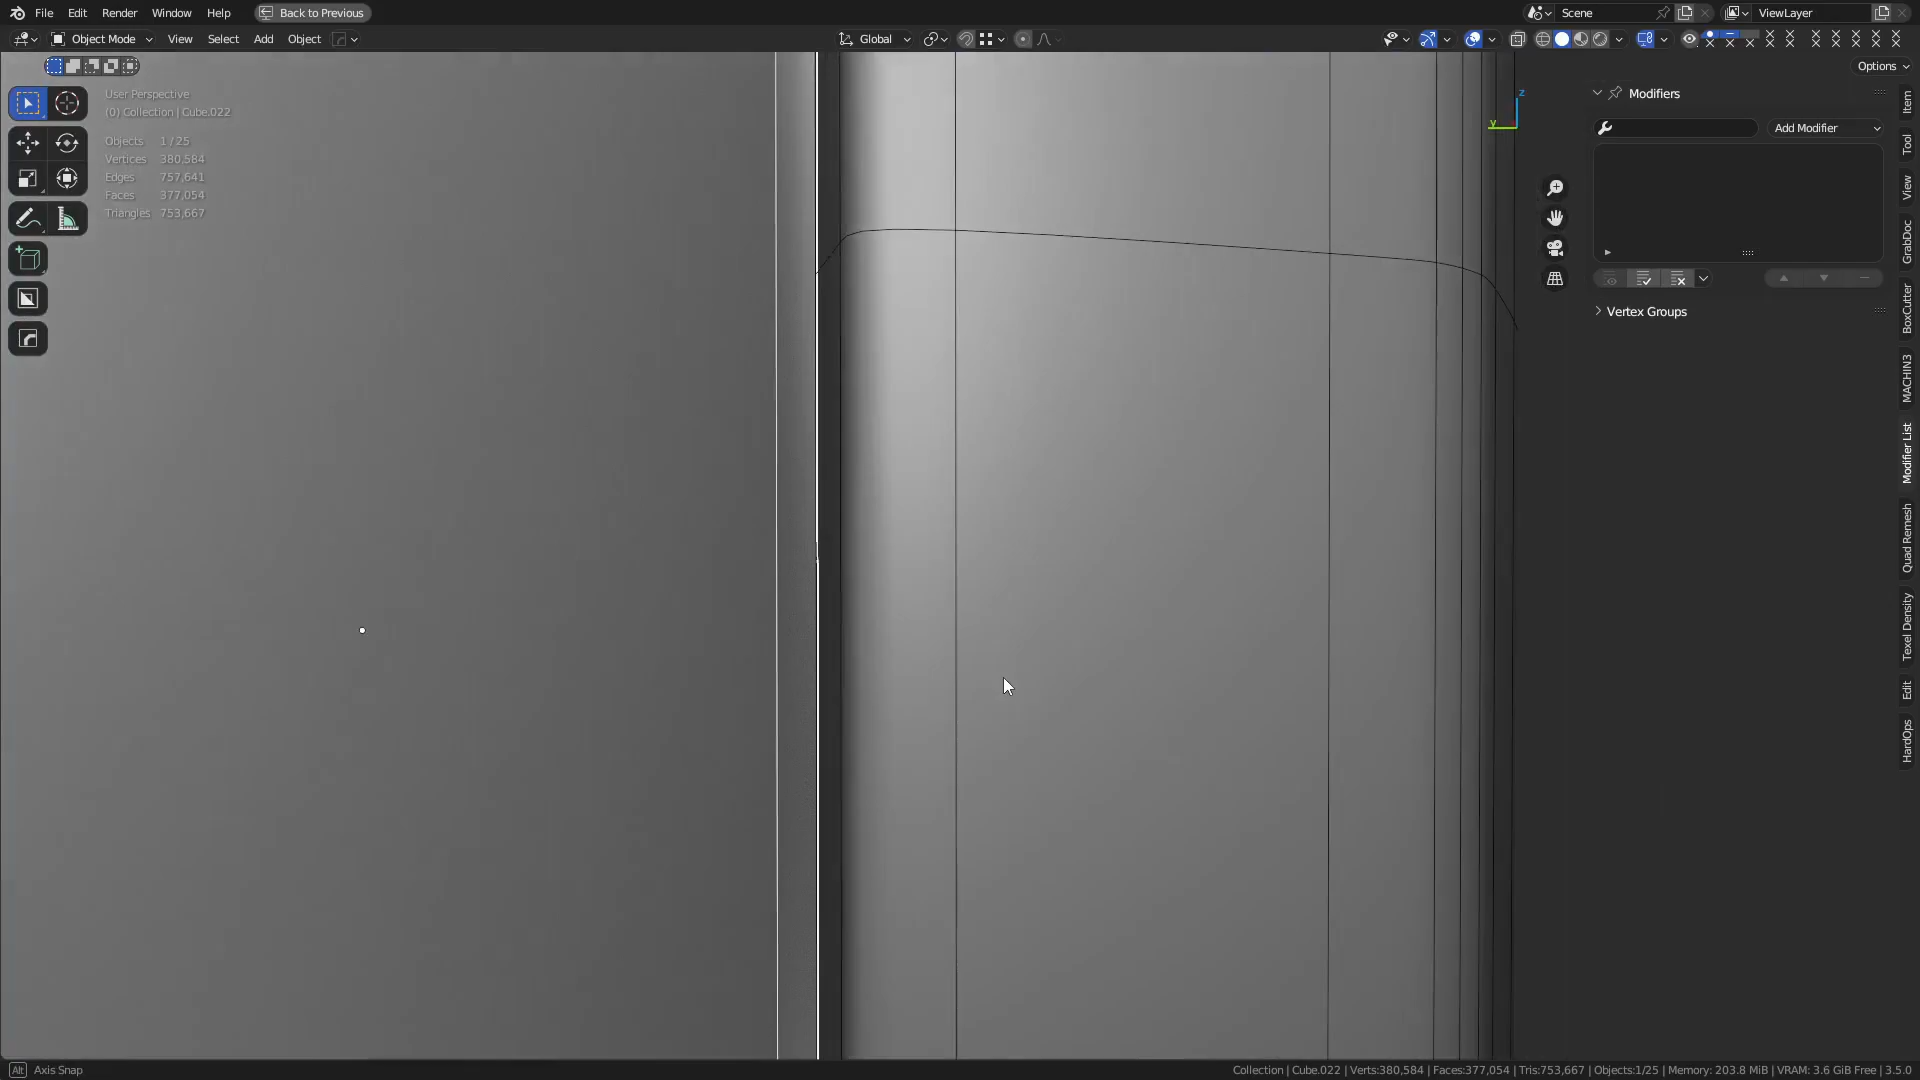 File Edit Render Window Help Back to Previous Scene ViewLayer
Object Mode View Select Add Object Global
Options
User Perspective
(0) Collection | Cube.022
Objects 1 / 25
Vertices 380,584
Edges 757,641
Faces 377,054
Triangles 753,667
z
y
Modifiers
Add Modifier
Vertex Groups
Item
Tool
View
GrabDoc
BoxCutter
MACHIN3
Modifier List
Quad Remesh
Texel Density
Edit
HardOps
Alt Axis Snap
Collection | Cube.022 | Verts:380,584 | Faces:377,054 | Tris:753,667 | Objects:1/25 | Memory: 203.8 MiB | VRAM: 3.6 GiB Free | 3.5.0